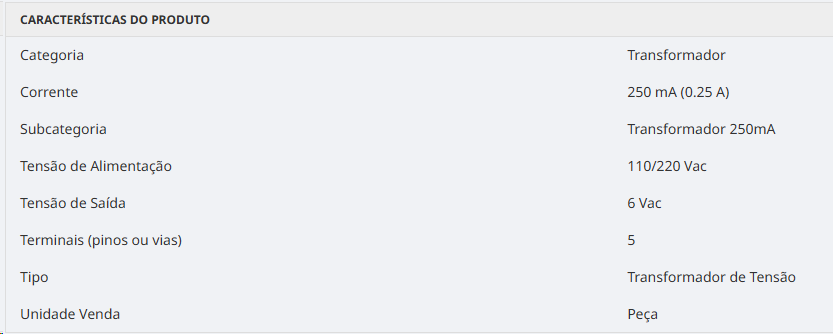 CARACTERÍSTICAS DO PRODUTO
Categoria Transformador
Corrente 250 mA (0.25 A)
Subcategoria Transformador 250mA
Tensão de Alimentação 110/220 Vac
Tensão de Saída 6 Vac
Terminais (pinos ou vias) 5
Tipo Transformador de Tensão
Unidade Venda Peça